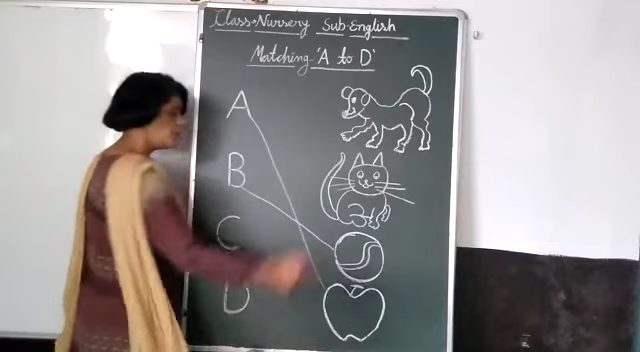 Class→Nursery Sub-English
Matching-'A to D'
A
B
C
D